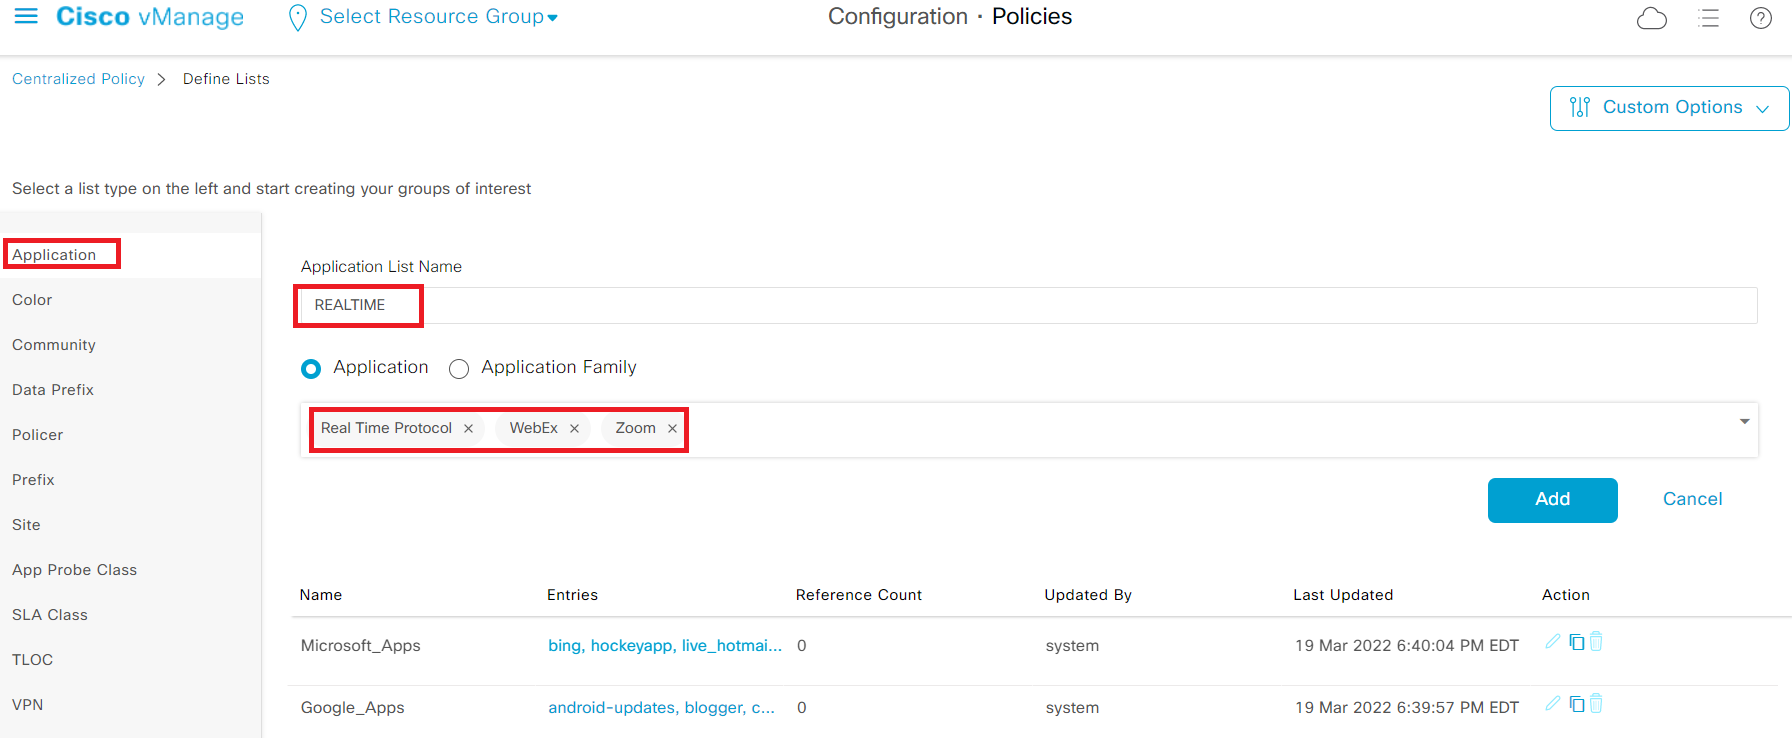 Cisco vManage Select Resource Group Configuration · Policies
Centralized Policy > Define Lists
Custom Options
Select a list type on the left and start creating your groups of interest
Application
Color
Community
Data Prefix
Policer
Prefix
Site
App Probe Class
SLA Class
TLOC
VPN
Application List Name
REALTIME
Application Application Family
Real Time Protocol × WebEx × Zoom ×
Add Cancel
Name Entries Reference Count Updated By Last Updated Action
Microsoft_Apps bing, hockeyapp, live_hotmai... 0 system 19 Mar 2022 6:40:04 PM EDT
Google_Apps android-updates, blogger, c... 0 system 19 Mar 2022 6:39:57 PM EDT